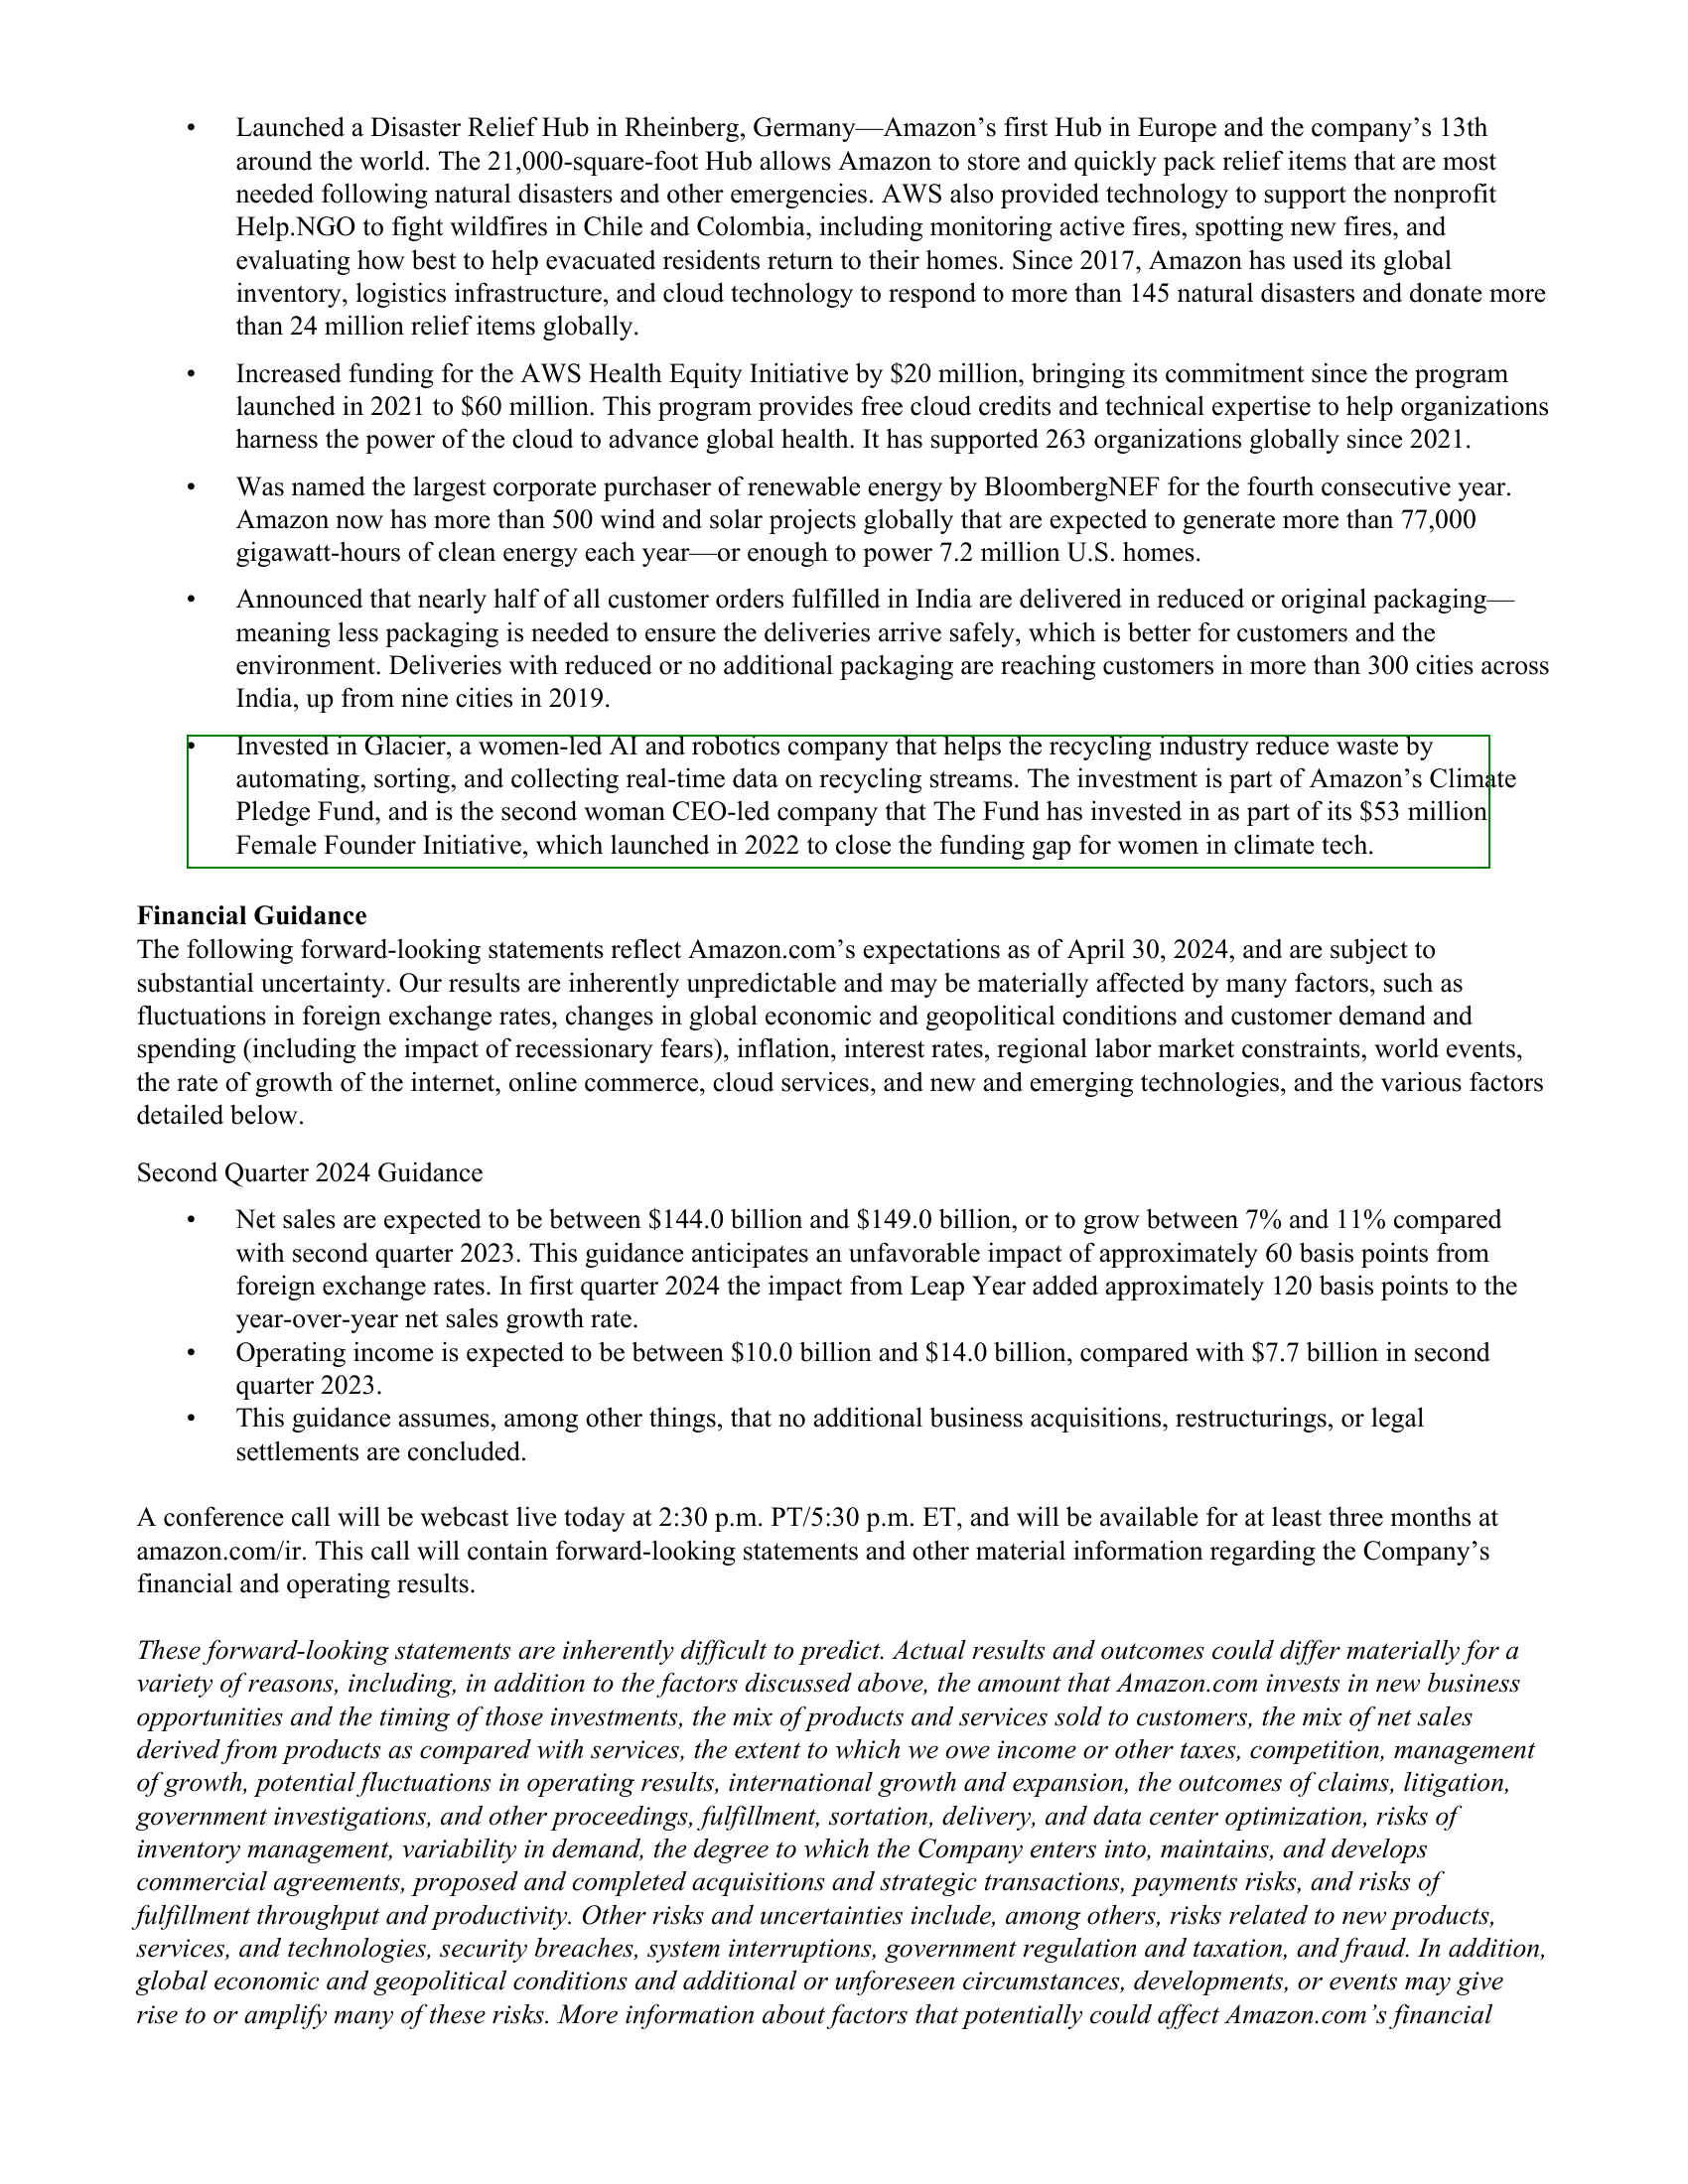 • Launched a Disaster Relief Hub in Rheinberg, Germany—Amazon’s first Hub in Europe and the company’s 13th
around the world. The 21,000-square-foot Hub allows Amazon to store and quickly pack relief items that are most
needed following natural disasters and other emergencies. AWS also provided technology to support the nonprofit
Help.NGO to fight wildfires in Chile and Colombia, including monitoring active fires, spotting new fires, and
evaluating how best to help evacuated residents return to their homes. Since 2017, Amazon has used its global
inventory, logistics infrastructure, and cloud technology to respond to more than 145 natural disasters and donate more
than 24 million relief items globally.
• Increased funding for the AWS Health Equity Initiative by $20 million, bringing its commitment since the program
launched in 2021 to $60 million. This program provides free cloud credits and technical expertise to help organizations
harness the power of the cloud to advance global health. It has supported 263 organizations globally since 2021.
• Was named the largest corporate purchaser of renewable energy by BloombergNEF for the fourth consecutive year.
Amazon now has more than 500 wind and solar projects globally that are expected to generate more than 77,000
gigawatt-hours of clean energy each year—or enough to power 7.2 million U.S. homes.
• Announced that nearly half of all customer orders fulfilled in India are delivered in reduced or original packaging—
meaning less packaging is needed to ensure the deliveries arrive safely, which is better for customers and the
environment. Deliveries with reduced or no additional packaging are reaching customers in more than 300 cities across
India, up from nine cities in 2019.
• Invested in Glacier, a women-led AI and robotics company that helps the recycling industry reduce waste by
automating, sorting, and collecting real-time data on recycling streams. The investment is part of Amazon’s Climate
Pledge Fund, and is the second woman CEO-led company that The Fund has invested in as part of its $53 million
Female Founder Initiative, which launched in 2022 to close the funding gap for women in climate tech.
Financial Guidance
The following forward-looking statements reflect Amazon.com’s expectations as of April 30, 2024, and are subject to
substantial uncertainty. Our results are inherently unpredictable and may be materially affected by many factors, such as
fluctuations in foreign exchange rates, changes in global economic and geopolitical conditions and customer demand and
spending (including the impact of recessionary fears), inflation, interest rates, regional labor market constraints, world events,
the rate of growth of the internet, online commerce, cloud services, and new and emerging technologies, and the various factors
detailed below.
Second Quarter 2024 Guidance
• Net sales are expected to be between $144.0 billion and $149.0 billion, or to grow between 7% and 11% compared
with second quarter 2023. This guidance anticipates an unfavorable impact of approximately 60 basis points from
foreign exchange rates. In first quarter 2024 the impact from Leap Year added approximately 120 basis points to the
year-over-year net sales growth rate.
• Operating income is expected to be between $10.0 billion and $14.0 billion, compared with $7.7 billion in second
quarter 2023.
• This guidance assumes, among other things, that no additional business acquisitions, restructurings, or legal
settlements are concluded.
A conference call will be webcast live today at 2:30 p.m. PT/5:30 p.m. ET, and will be available for at least three months at
amazon.com/ir. This call will contain forward-looking statements and other material information regarding the Company’s
financial and operating results.
These forward-looking statements are inherently difficult to predict. Actual results and outcomes could differ materially for a
variety of reasons, including, in addition to the factors discussed above, the amount that Amazon.com invests in new business
opportunities and the timing of those investments, the mix of products and services sold to customers, the mix of net sales
derived from products as compared with services, the extent to which we owe income or other taxes, competition, management
of growth, potential fluctuations in operating results, international growth and expansion, the outcomes of claims, litigation,
government investigations, and other proceedings, fulfillment, sortation, delivery, and data center optimization, risks of
inventory management, variability in demand, the degree to which the Company enters into, maintains, and develops
commercial agreements, proposed and completed acquisitions and strategic transactions, payments risks, and risks of
fulfillment throughput and productivity. Other risks and uncertainties include, among others, risks related to new products,
services, and technologies, security breaches, system interruptions, government regulation and taxation, and fraud. In addition,
global economic and geopolitical conditions and additional or unforeseen circumstances, developments, or events may give
rise to or amplify many of these risks. More information about factors that potentially could affect Amazon.com’s financial